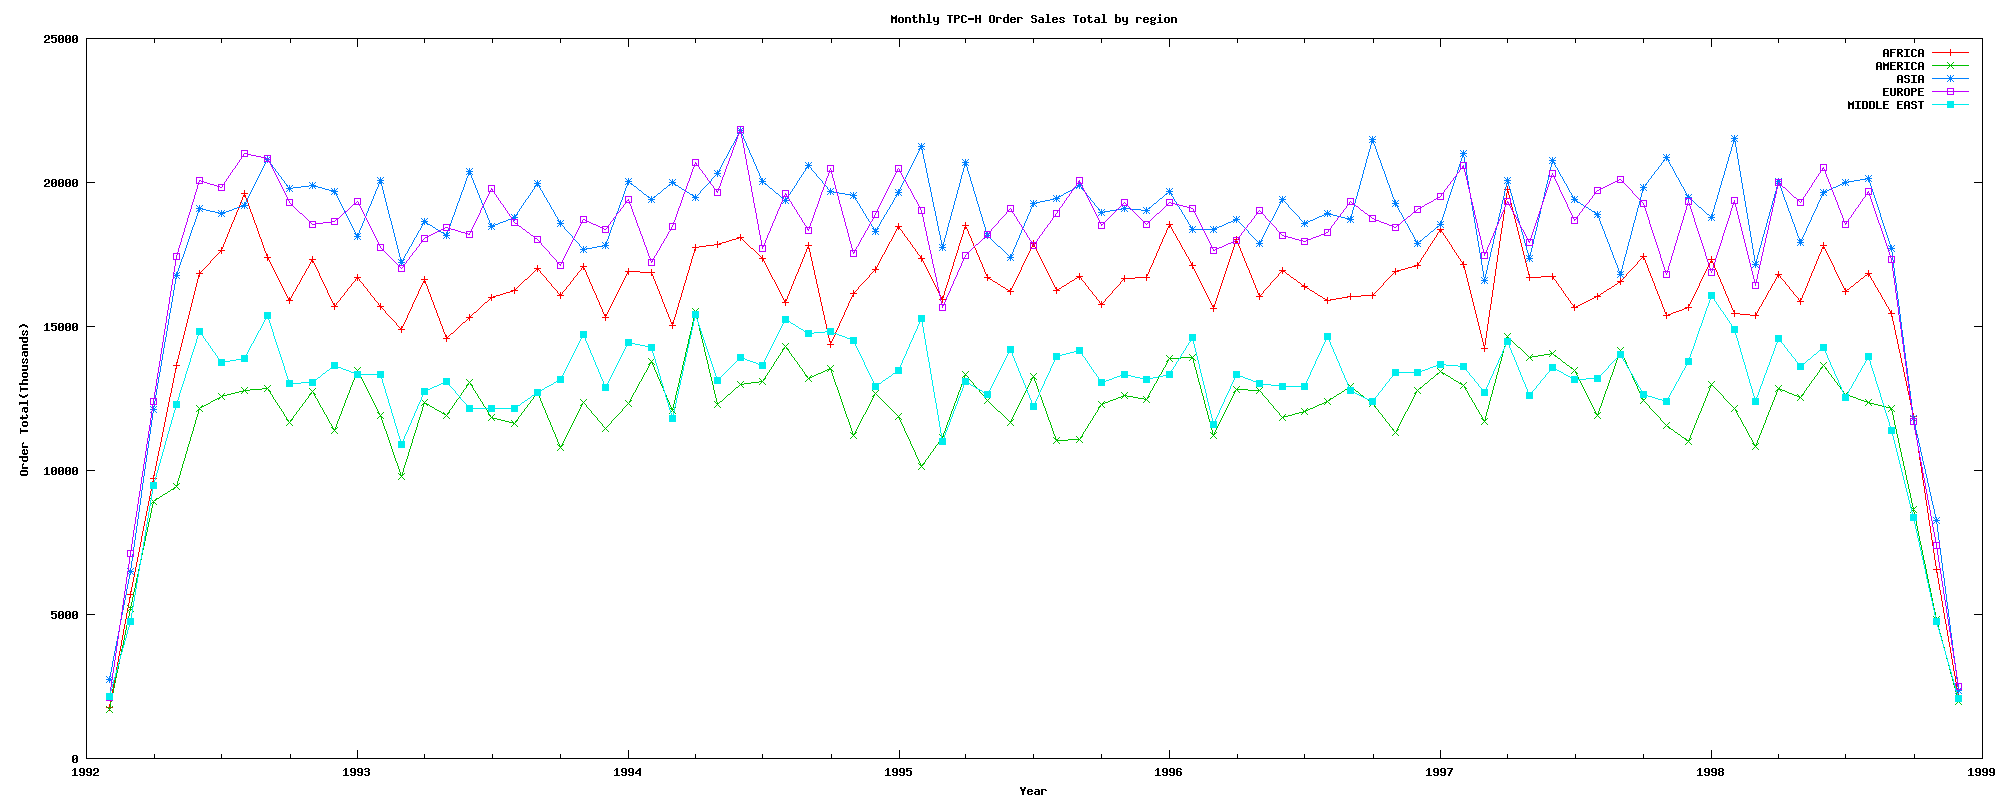 Monthly TPC-H Order Sales Total by region
25000
20000
15000
10000
5000
0
Order Total(Thousands)
AFRICA
AMERICA
ASIA
EUROPE
MIDDLE EAST
1992 1993 1994 1995 1996 1997 1998 1999
Year